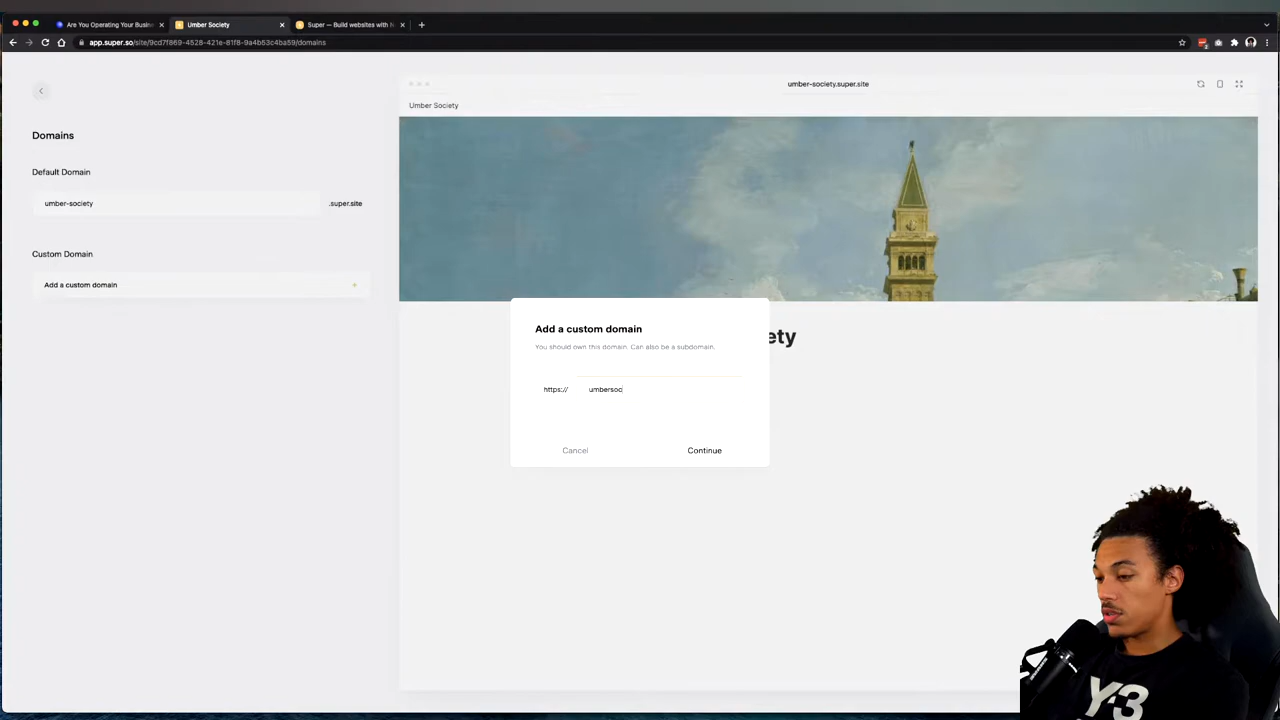 Are You Operating Your Busin
Umber Society
Super — Build websites with N
app.super.so/site/9cd7f869-4528-421e-81f8-9a4b53c4ba59/domains
umber-society.super.site
Umber Society
Domains
Default Domain
umber-society
.super.site
Custom Domain
Add a custom domain
ety
Add a custom domain
You should own this domain. Can also be a subdomain.
https://
umbersoc
Cancel
Continue
Y-3